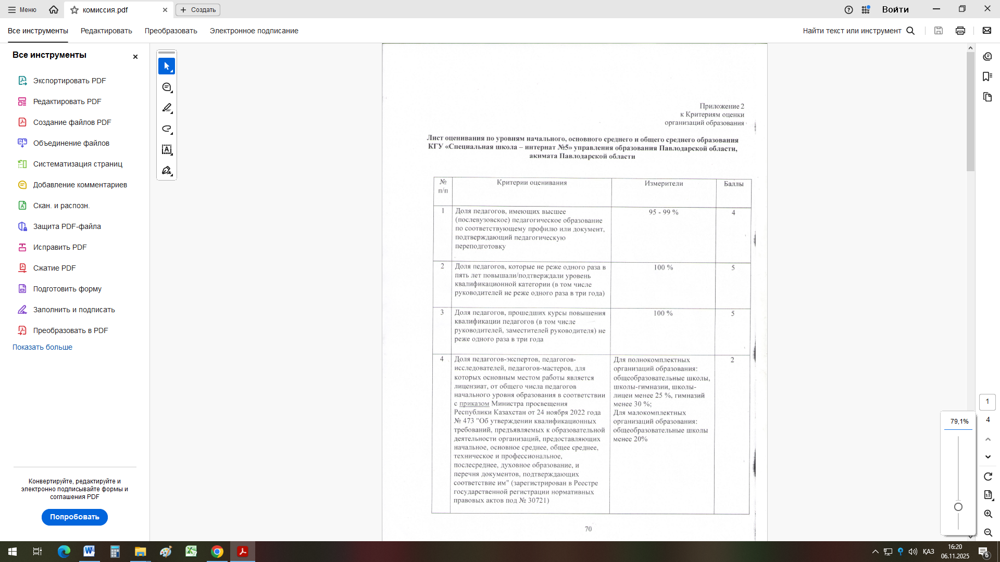 Меню
комиссия.pdf
Создать
Войти
Все инструменты
Редактировать
Преобразовать
Электронное подписание
Найти текст или инструмент
Все инструменты
Экспортировать PDF
Редактировать PDF
Создание файлов PDF
Объединение файлов
Систематизация страниц
Добавление комментариев
Скан. и распозн.
Защита PDF-файла
Исправить PDF
Сжатие PDF
Подготовить форму
Заполнить и подписать
Преобразовать в PDF
Показать больше
Конвертируйте, редактируйте и
электронно подписывайте формы и
соглашения PDF
Попробовать
Приложение 2
к Критериям оценки
организаций образования
Лист оценивания по уровням начального, основного среднего и общего среднего образования
КГУ «Специальная школа – интернат №5» управления образования Павлодарской области,
акимата Павлодарской области
№
п/п
Критерии оценивания
Измерители
Баллы
1
Доля педагогов, имеющих высшее
(послевузовское) педагогическое образование
по соответствующему профилю или документ,
подтверждающий педагогическую
переподготовку
95 - 99 %
4
2
Доля педагогов, которые не реже одного раза в
пять лет повышали/подтверждали уровень
квалификационной категории (в том числе
руководителей не реже одного раза в три года)
100 %
5
3
Доля педагогов, прошедших курсы повышения
квалификации педагогов (в том числе
руководителей, заместителей руководителя) не
реже одного раза в три года
100 %
5
4
Доля педагогов-экспертов, педагогов-
исследователей, педагогов-мастеров, для
которых основным местом работы является
лицензиат, от общего числа педагогов
начального уровня образования в соответствии
с приказом Министра просвещения
Республики Казахстан от 24 ноября 2022 года
№ 473 "Об утверждении квалификационных
требований, предъявляемых к образовательной
деятельности организаций, предоставляющих
начальное, основное среднее, общее среднее,
техническое и профессиональное,
послесреднее, духовное образование, и
перечня документов, подтверждающих
соответствие им" (зарегистрирован в Реестре
государственной регистрации нормативных
правовых актов под № 30721)
Для полнокомплектных
организаций образования:
общеобразовательные школы,
школы-гимназии, школы-
лицеи менее 25 %, гимназий
менее 30 %;
Для малокомплектных
организаций образования:
общеобразовательные школы
менее 20%
2
70
1
4
79,1%
ҚАЗ
16:20
06.11.2025
6